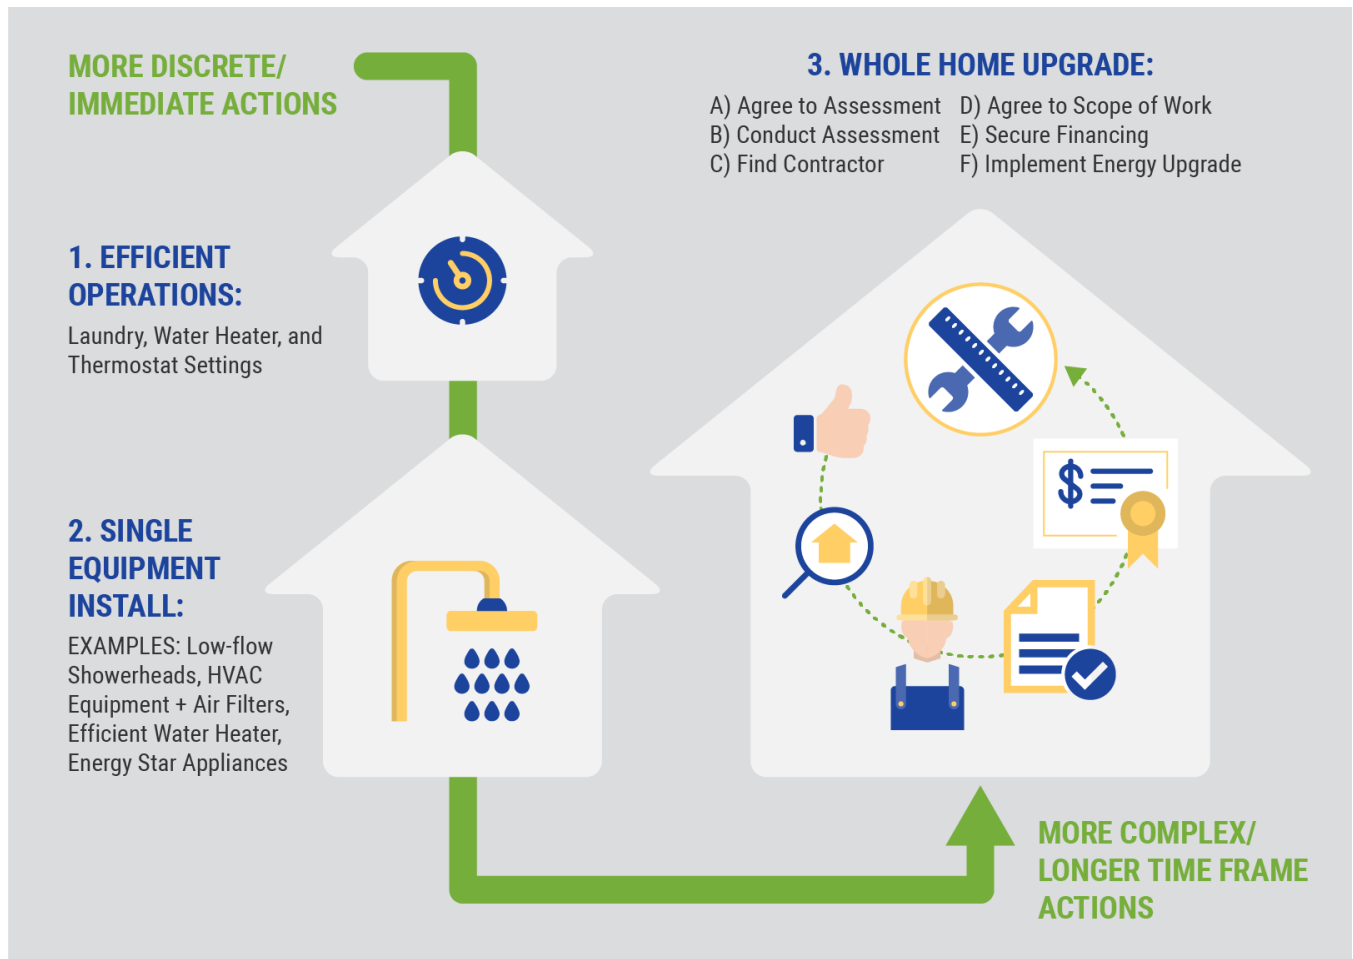 MORE DISCRETE/
IMMEDIATE ACTIONS
1. EFFICIENT
OPERATIONS:
Laundry, Water Heater, and
Thermostat Settings
2. SINGLE
EQUIPMENT
INSTALL:
EXAMPLES: Low-flow
Showerheads, HVAC
Equipment + Air Filters,
Efficient Water Heater,
Energy Star Appliances
3. WHOLE HOME UPGRADE:
A) Agree to Assessment
B) Conduct Assessment
C) Find Contractor
D) Agree to Scope of Work
E) Secure Financing
F) Implement Energy Upgrade
$
MORE COMPLEX/
LONGER TIME FRAME
ACTIONS